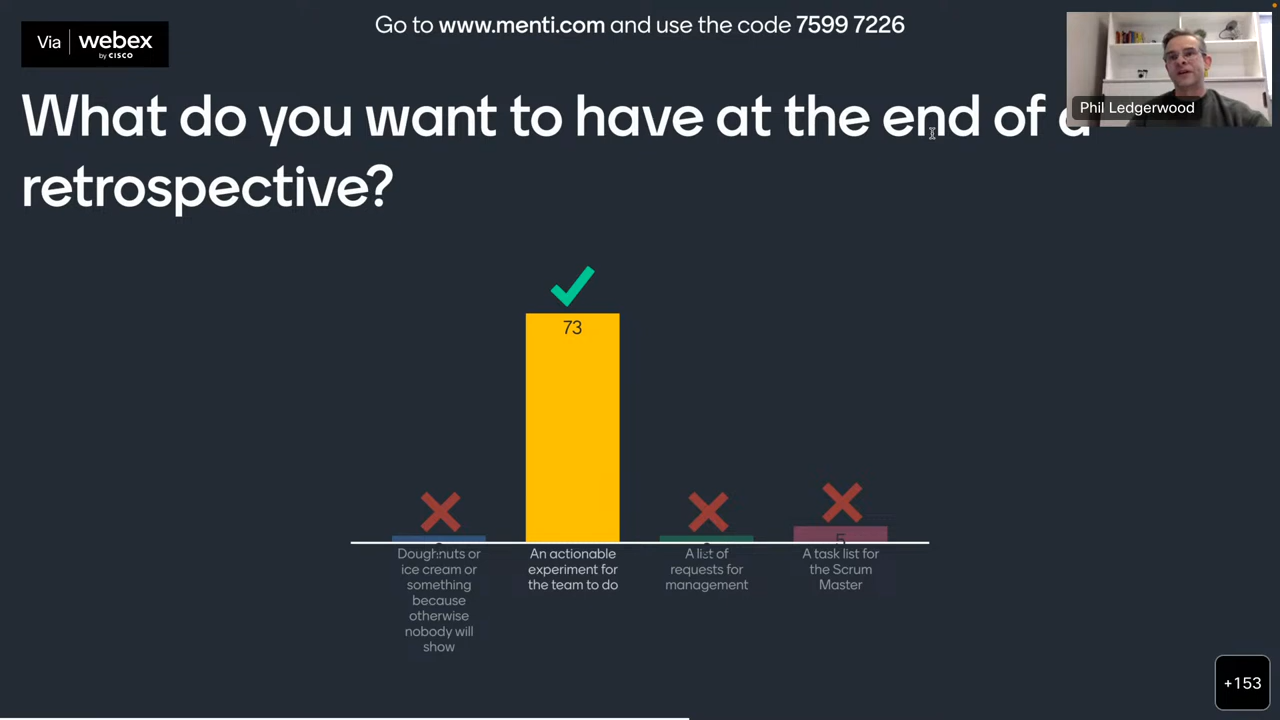 Go to www.menti.com and use the code 7599 7226
Via webex
by CISCO
Phil Ledgerwood
What do you want to have at the end of a
retrospective?
73
5
Doughnuts or
ice cream or
something
because
otherwise
nobody will
show
An actionable
experiment for
the team to do
A list of
requests for
management
A task list for
the Scrum
Master
+153